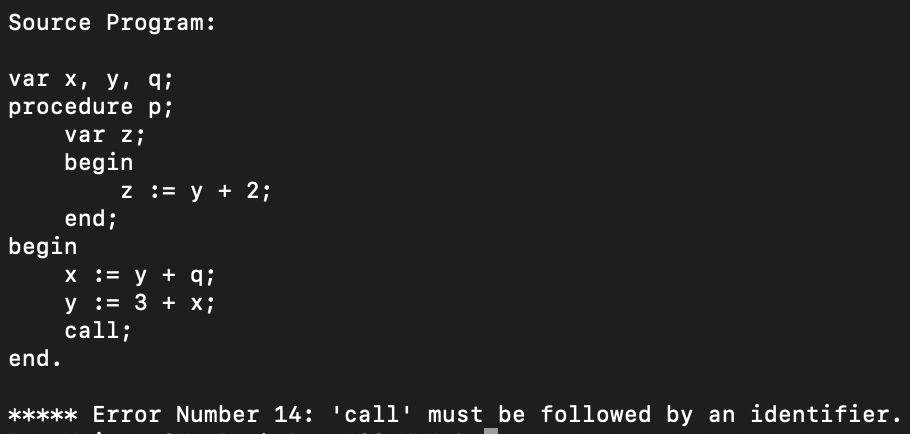 Source Program:
var x, y, q;
procedure p;
    var z;
    begin
        z := y + 2;
    end;
begin
    x := y + q;
    y := 3 + x;
    call;
end.
***** Error Number 14: 'call' must be followed by an identifier.